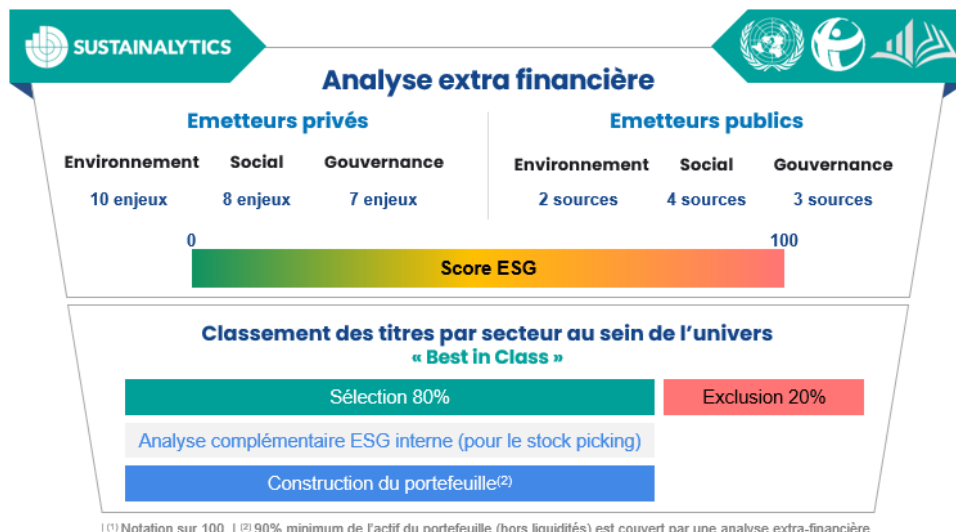 SUSTAINALYTICS
Analyse extra financière
Emetteurs privés
Emetteurs publics
Environnement Social Gouvernance
Environnement Social Gouvernance
10 enjeux 8 enjeux 7 enjeux
2 sources 4 sources 3 sources
0 100
Score ESG
Classement des titres par secteur au sein de l’univers
« Best in Class »
Sélection 80% Exclusion 20%
Analyse complémentaire ESG interne (pour le stock picking)
Construction du portefeuille(2)
| (1) Notation sur 100 | (2) 90% minimum de l'actif du portefeuille (hors liquidités) est couvert par une analyse extra-financière